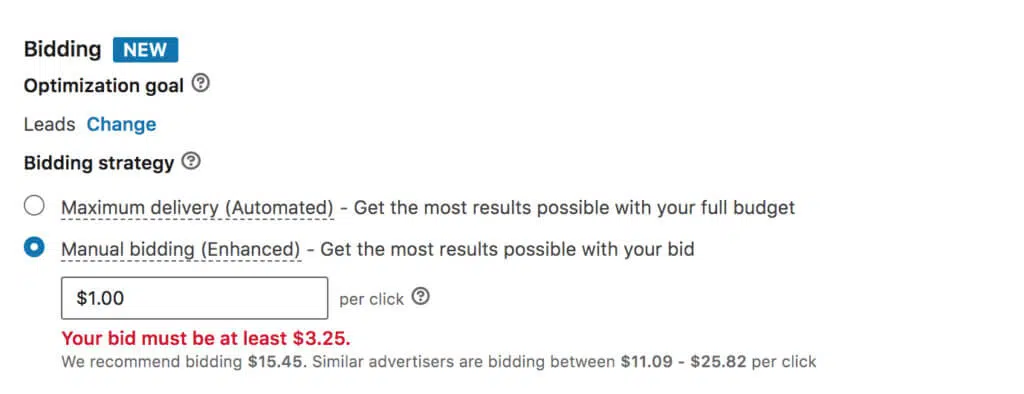 Bidding NEW
Optimization goal ?
Leads Change
Bidding strategy ?
Maximum delivery (Automated) - Get the most results possible with your full budget
Manual bidding (Enhanced) - Get the most results possible with your bid
$1.00 per click ?
Your bid must be at least $3.25.
We recommend bidding $15.45. Similar advertisers are bidding between $11.09 - $25.82 per click